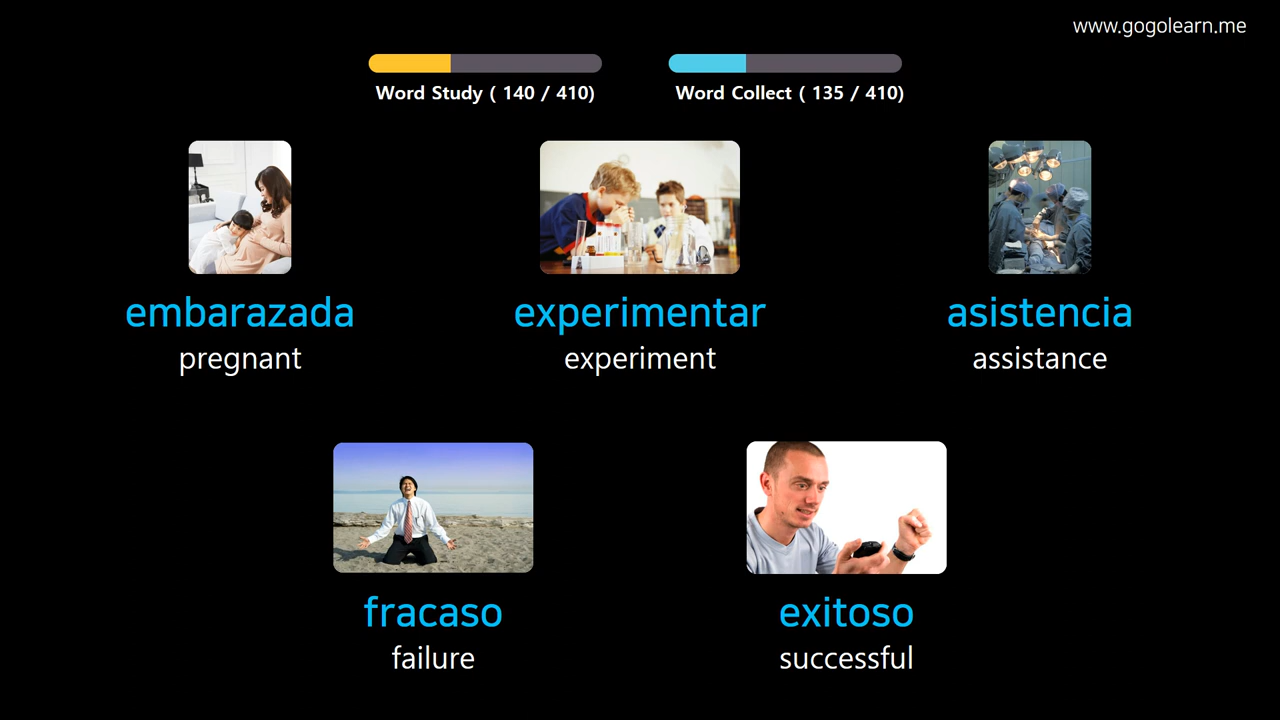 www.gogolearn.me
Word Study ( 140 / 410)
Word Collect ( 135 / 410)
embarazada
pregnant
experimentar
experiment
asistencia
assistance
fracaso
failure
exitoso
successful